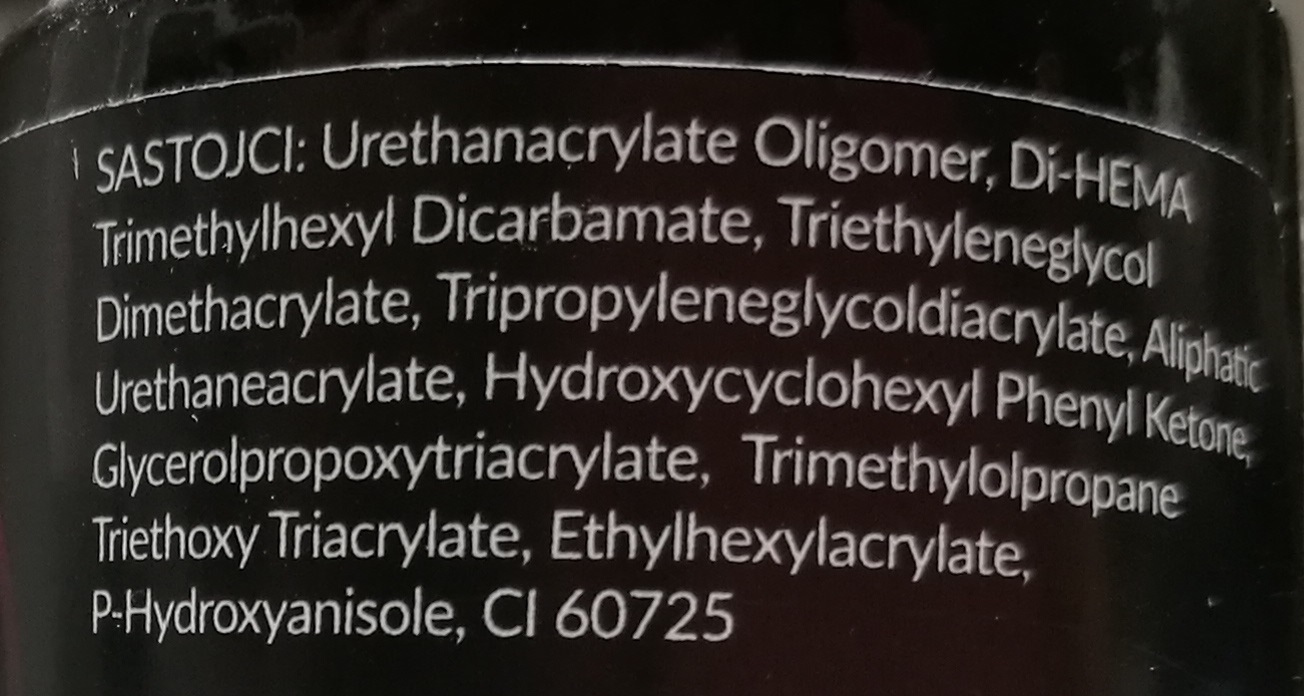 SASTOJCI: Urethanacrylate Oligomer, Di-HEMA
Trimethylhexyl Dicarbamate, Triethyleneglycol
Dimethacrylate, Tripropyleneglycoldiacrylate, Aliphatic
Urethaneacrylate, Hydroxycyclohexyl Phenyl Ketone,
Glycerolpropoxytriacrylate, Trimethylolpropane
Triethoxy Triacrylate, Ethylhexylacrylate,
P-Hydroxyanisole, CI 60725